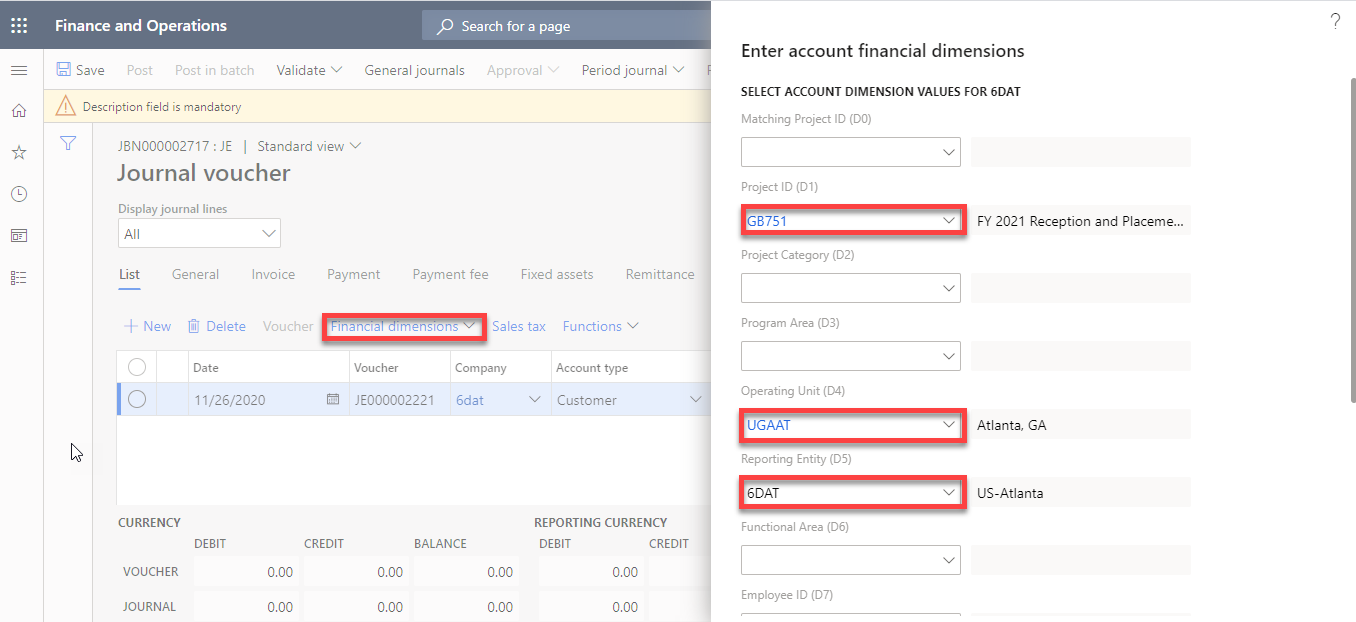 Finance and Operations
Search for a page
?
Save Post Post in batch Validate General journals Approval Period journal
Description field is mandatory
JBN000002717 : JE | Standard view
Journal voucher
Display journal lines
All
List General Invoice Payment Payment fee Fixed assets Remittance
New Delete Voucher Financial dimensions Sales tax Functions
Date Voucher Company Account type
11/26/2020 JE000002221 6dat Customer
CURRENCY REPORTING CURRENCY
DEBIT CREDIT BALANCE DEBIT CREDIT
VOUCHER 0.00 0.00 0.00 0.00
JOURNAL 0.00 0.00 0.00 0.00
Enter account financial dimensions
SELECT ACCOUNT DIMENSION VALUES FOR 6DAT
Matching Project ID (D0)
Project ID (D1)
GB751 FY 2021 Reception and Placeme...
Project Category (D2)
Program Area (D3)
Operating Unit (D4)
UGAAT Atlanta, GA
Reporting Entity (D5)
6DAT US-Atlanta
Functional Area (D6)
Employee ID (D7)